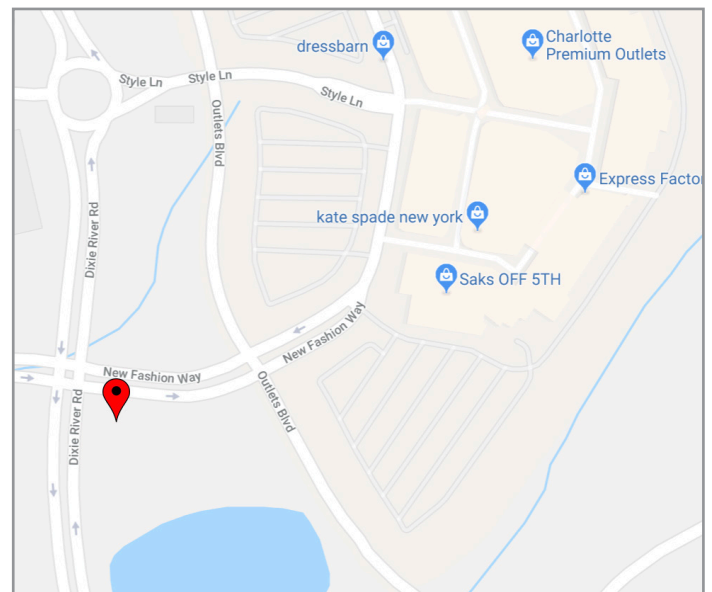 Charlotte
Premium Outlets
dressbarn
Style Ln
Style Ln
Style Ln
Outlets Blvd
Express Facto
Dixie River Rd
kate spade new york
Saks OFF 5TH
New Fashion Way
New Fashion Way
Outlets Blvd
Dixie River Rd